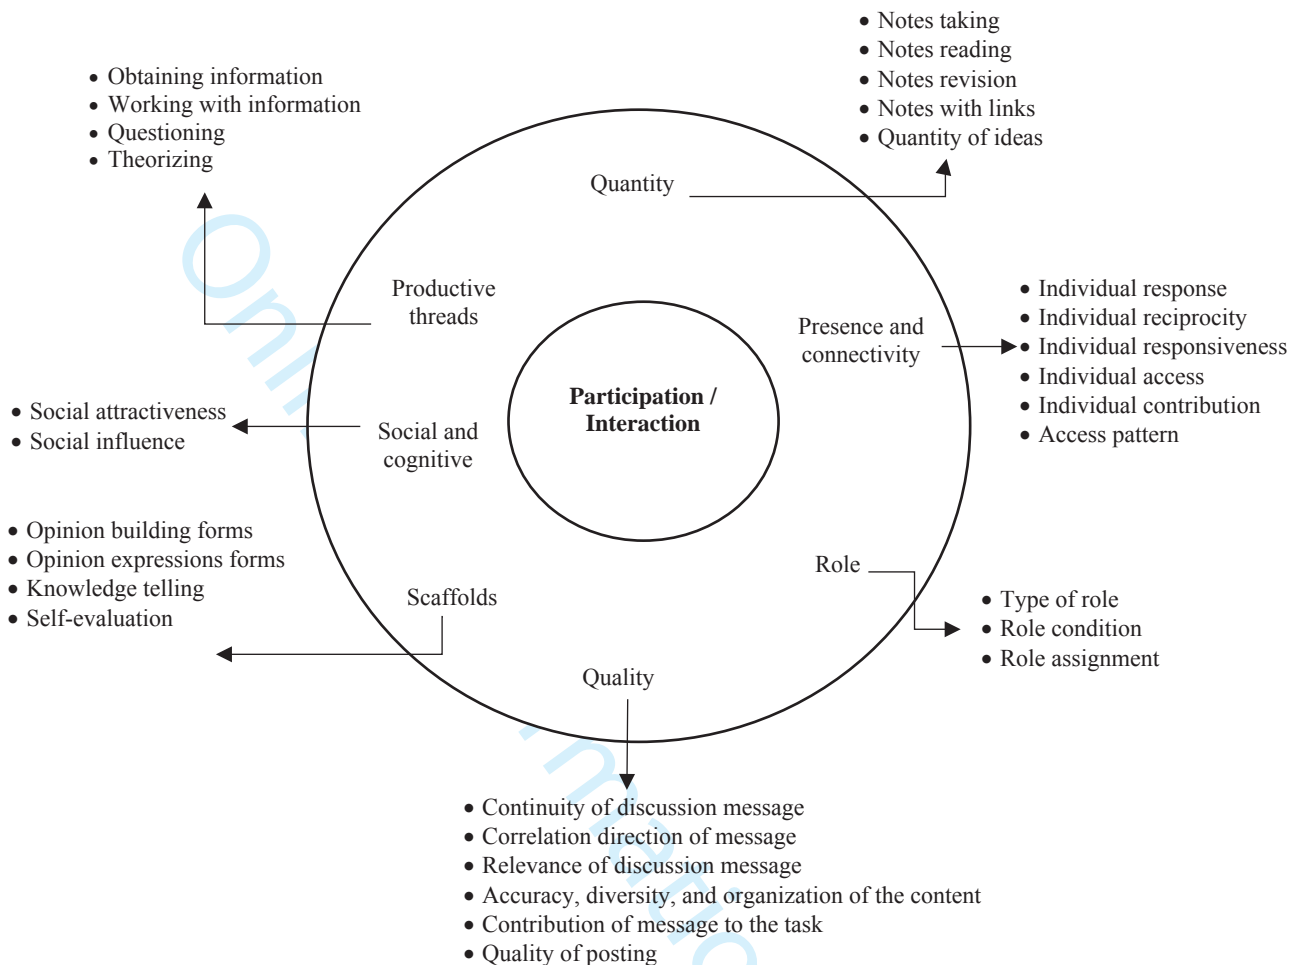 • Notes taking
• Notes reading
• Notes revision
• Notes with links
• Quantity of ideas
• Obtaining information
• Working with information
• Questioning
• Theorizing
Quantity
Productive
threads
Presence and
connectivity
• Individual response
• Individual reciprocity
• Individual responsiveness
• Individual access
• Individual contribution
• Access pattern
Participation /
Interaction
• Social attractiveness
• Social influence
Social and
cognitive
• Opinion building forms
• Opinion expressions forms
• Knowledge telling
• Self-evaluation
Scaffolds
Role
• Type of role
• Role condition
• Role assignment
Quality
• Continuity of discussion message
• Correlation direction of message
• Relevance of discussion message
• Accuracy, diversity, and organization of the content
• Contribution of message to the task
• Quality of posting